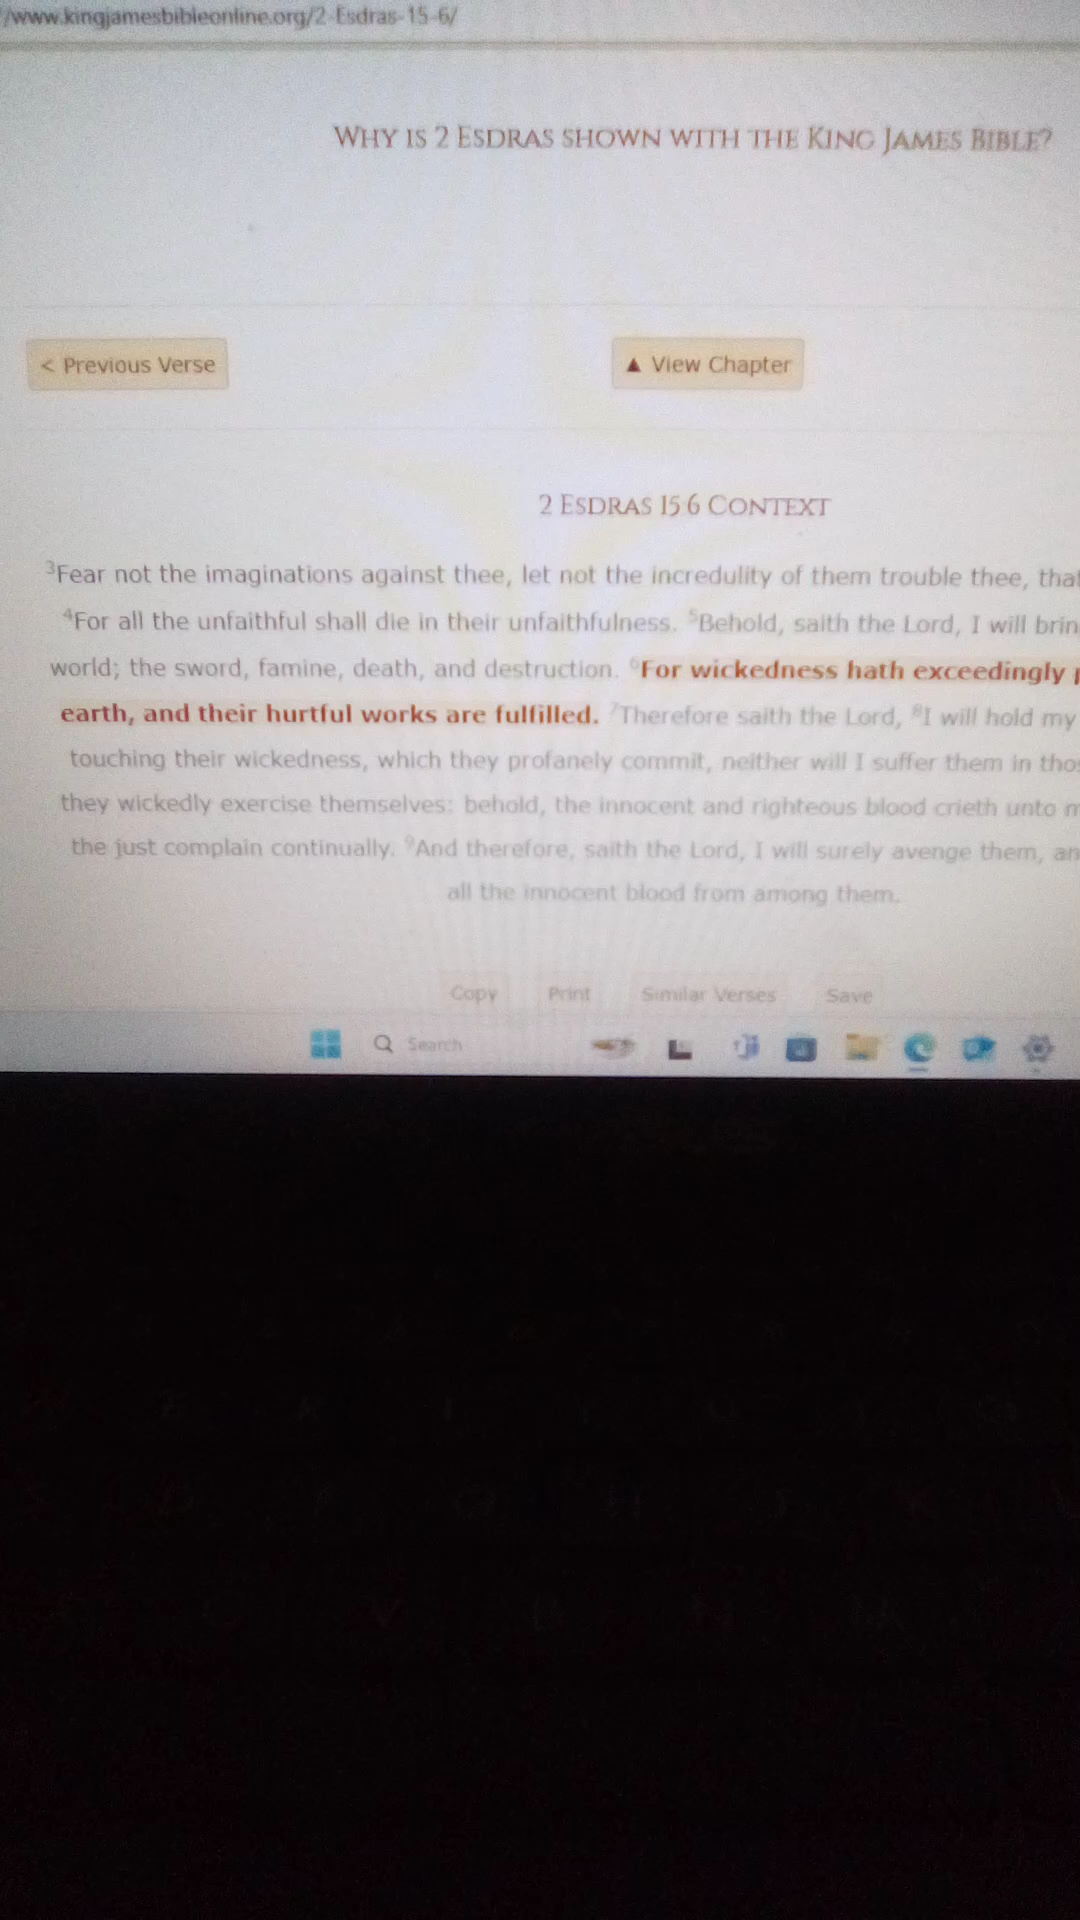 /www.kingjamesbibleonline.org/2-Esdras-15-6/
Why is 2 Esdras shown with the King James Bible?
< Previous Verse
▲ View Chapter
2 Esdras 15 6 Context
3Fear not the imaginations against thee, let not the incredulity of them trouble thee, that
4For all the unfaithful shall die in their unfaithfulness. 5Behold, saith the Lord, I will brin
world; the sword, famine, death, and destruction. 6For wickedness hath exceedingly
earth, and their hurtful works are fulfilled. 7Therefore saith the Lord, 8I will hold my
touching their wickedness, which they profanely commit, neither will I suffer them in tho
they wickedly exercise themselves: behold, the innocent and righteous blood crieth unto m
the just complain continually. 9And therefore, saith the Lord, I will surely avenge them, an
all the innocent blood from among them.
Copy Print Similar Verses Save
Search